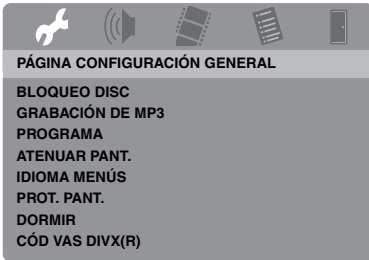 PÁGINA CONFIGURACIÓN GENERAL
BLOQUEO DISC
GRABACIÓN DE MP3
PROGRAMA
ATENUAR PANT.
IDIOMA MENÚS
PROT. PANT.
DORMIR
CÓD VAS DIVX(R)